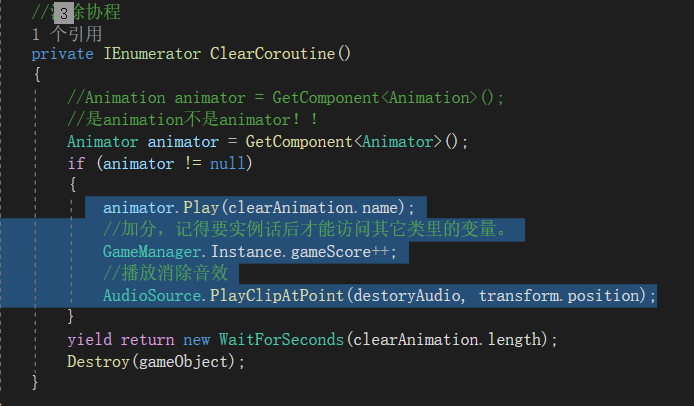 //除协程
3
1 个引用
private IEnumerator ClearCoroutine()
{
//Animation animator = GetComponent<Animation>();
//是animation不是animator！！
Animator animator = GetComponent<Animator>();
if (animator != null)
{
animator.Play(clearAnimation.name);
//加分，记得要实例话后才能访问其它类里的变量。
GameManager.Instance.gameScore++;
//播放消除音效
AudioSource.PlayClipAtPoint(destoryAudio, transform.position);
}
yield return new WaitForSeconds(clearAnimation.length);
Destroy(gameObject);
}